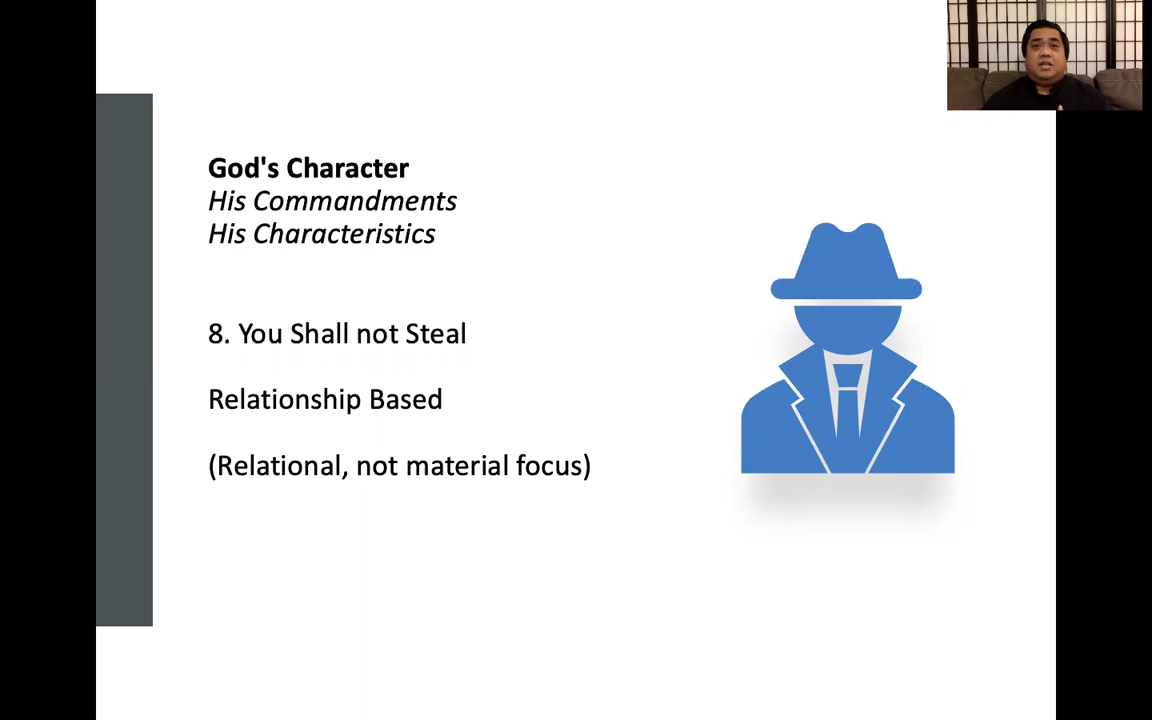 God's Character
His Commandments
His Characteristics
8. You Shall not Steal
Relationship Based
(Relational, not material focus)